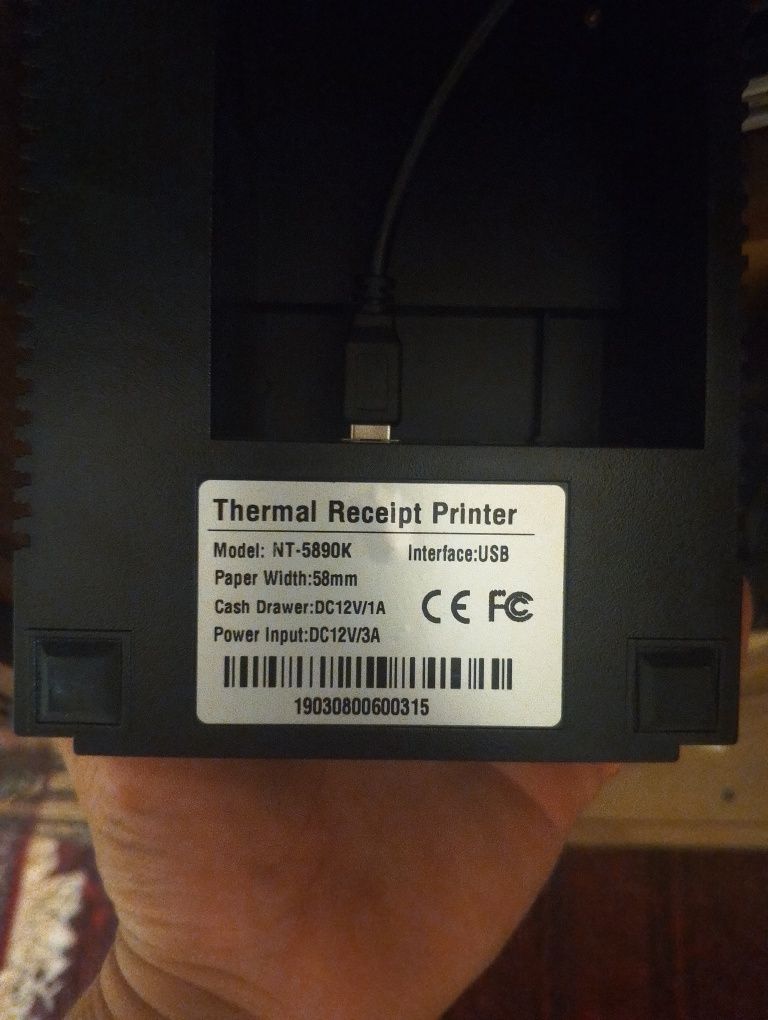 Thermal Receipt Printer
Model: NT-5890K Interface:USB
Paper Width:58mm
Cash Drawer:DC12V/1A CE FC
Power Input:DC12V/3A
19030800600315